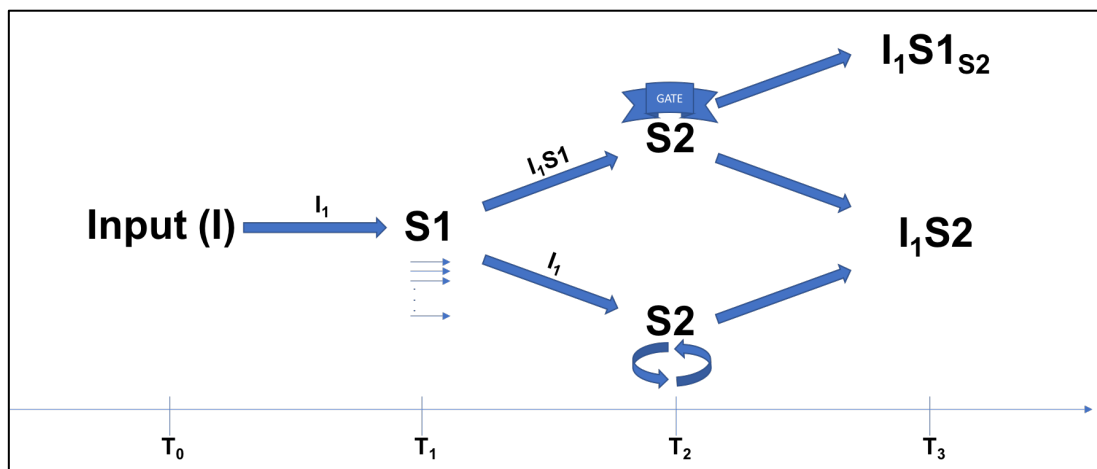 I₁S1S2
GATE
S2
I₁S1
Input (I)
I₁
S1
I₁S2
I₁
S2
T₀
T₁
T₂
T₃